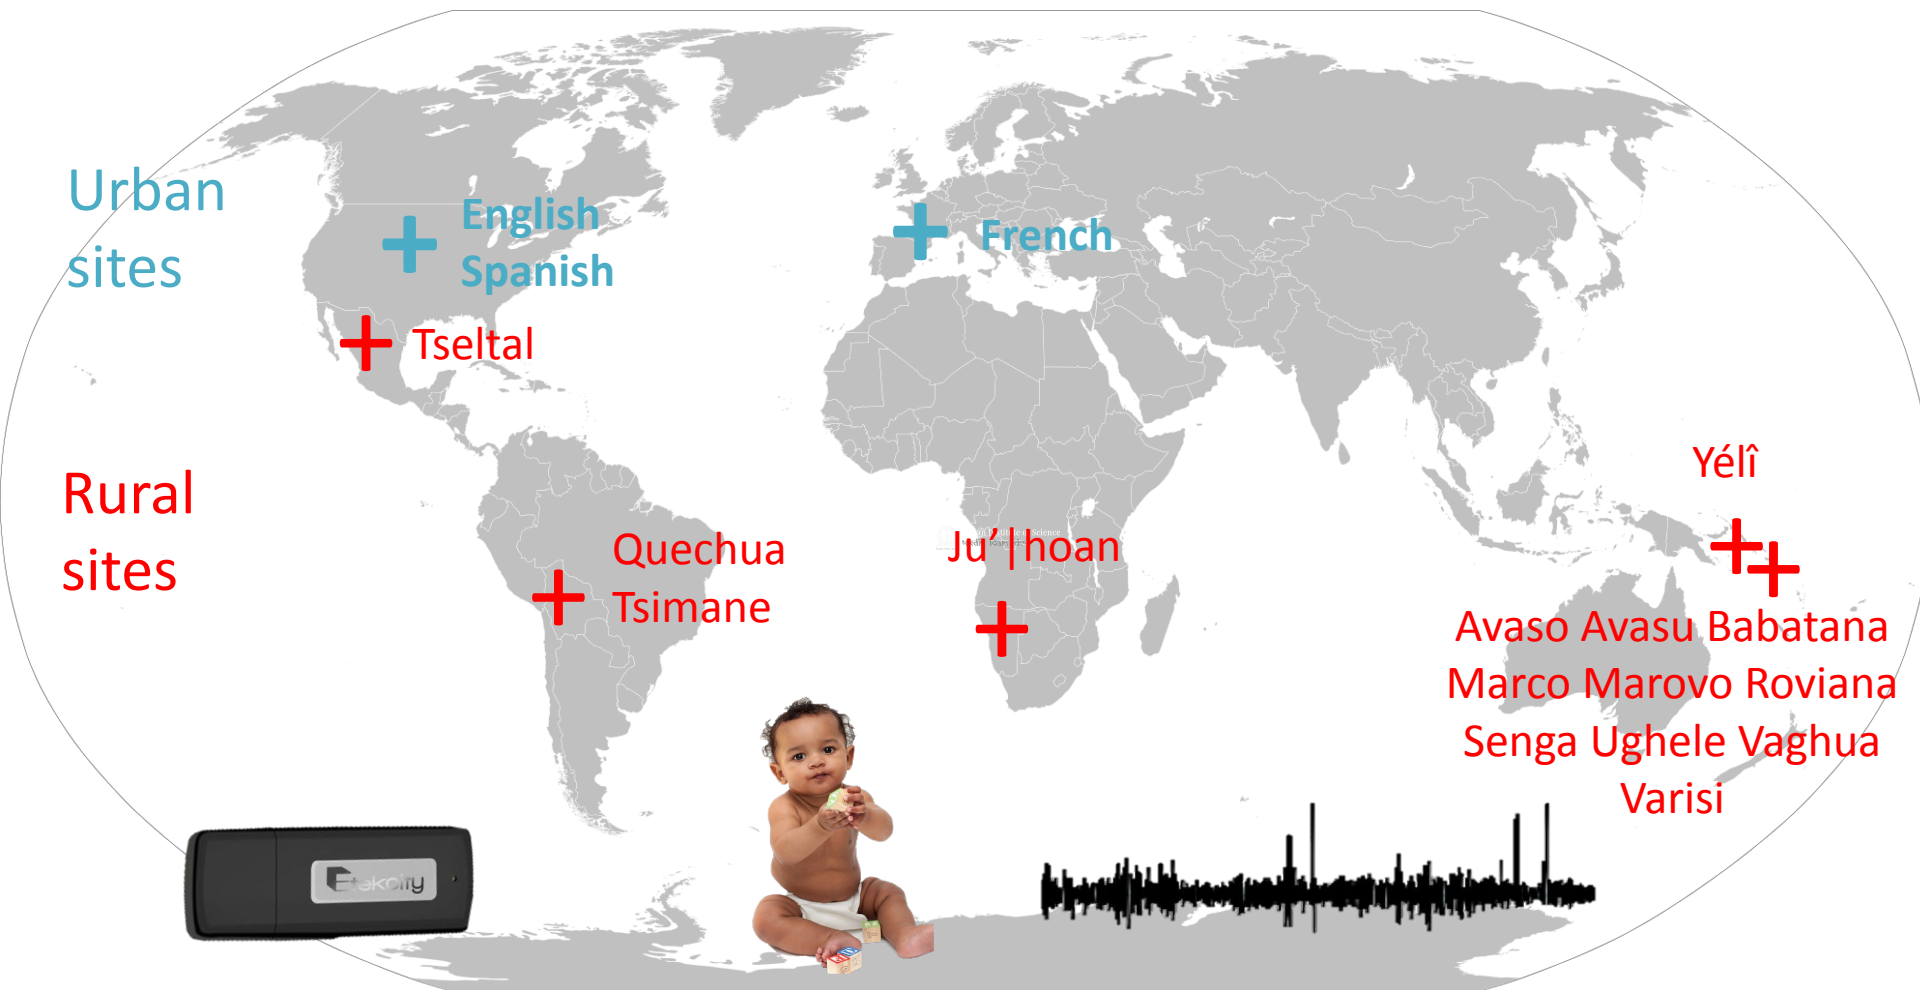 Urban
sites
English
Spanish
French
Tseltal
Rural
sites
Yélî
Quechua
Tsimane
Ju'|hoan
Avaso Avasu Babatana
Marco Marovo Roviana
Senga Ughele Vaghua
Varisi
Etekcity